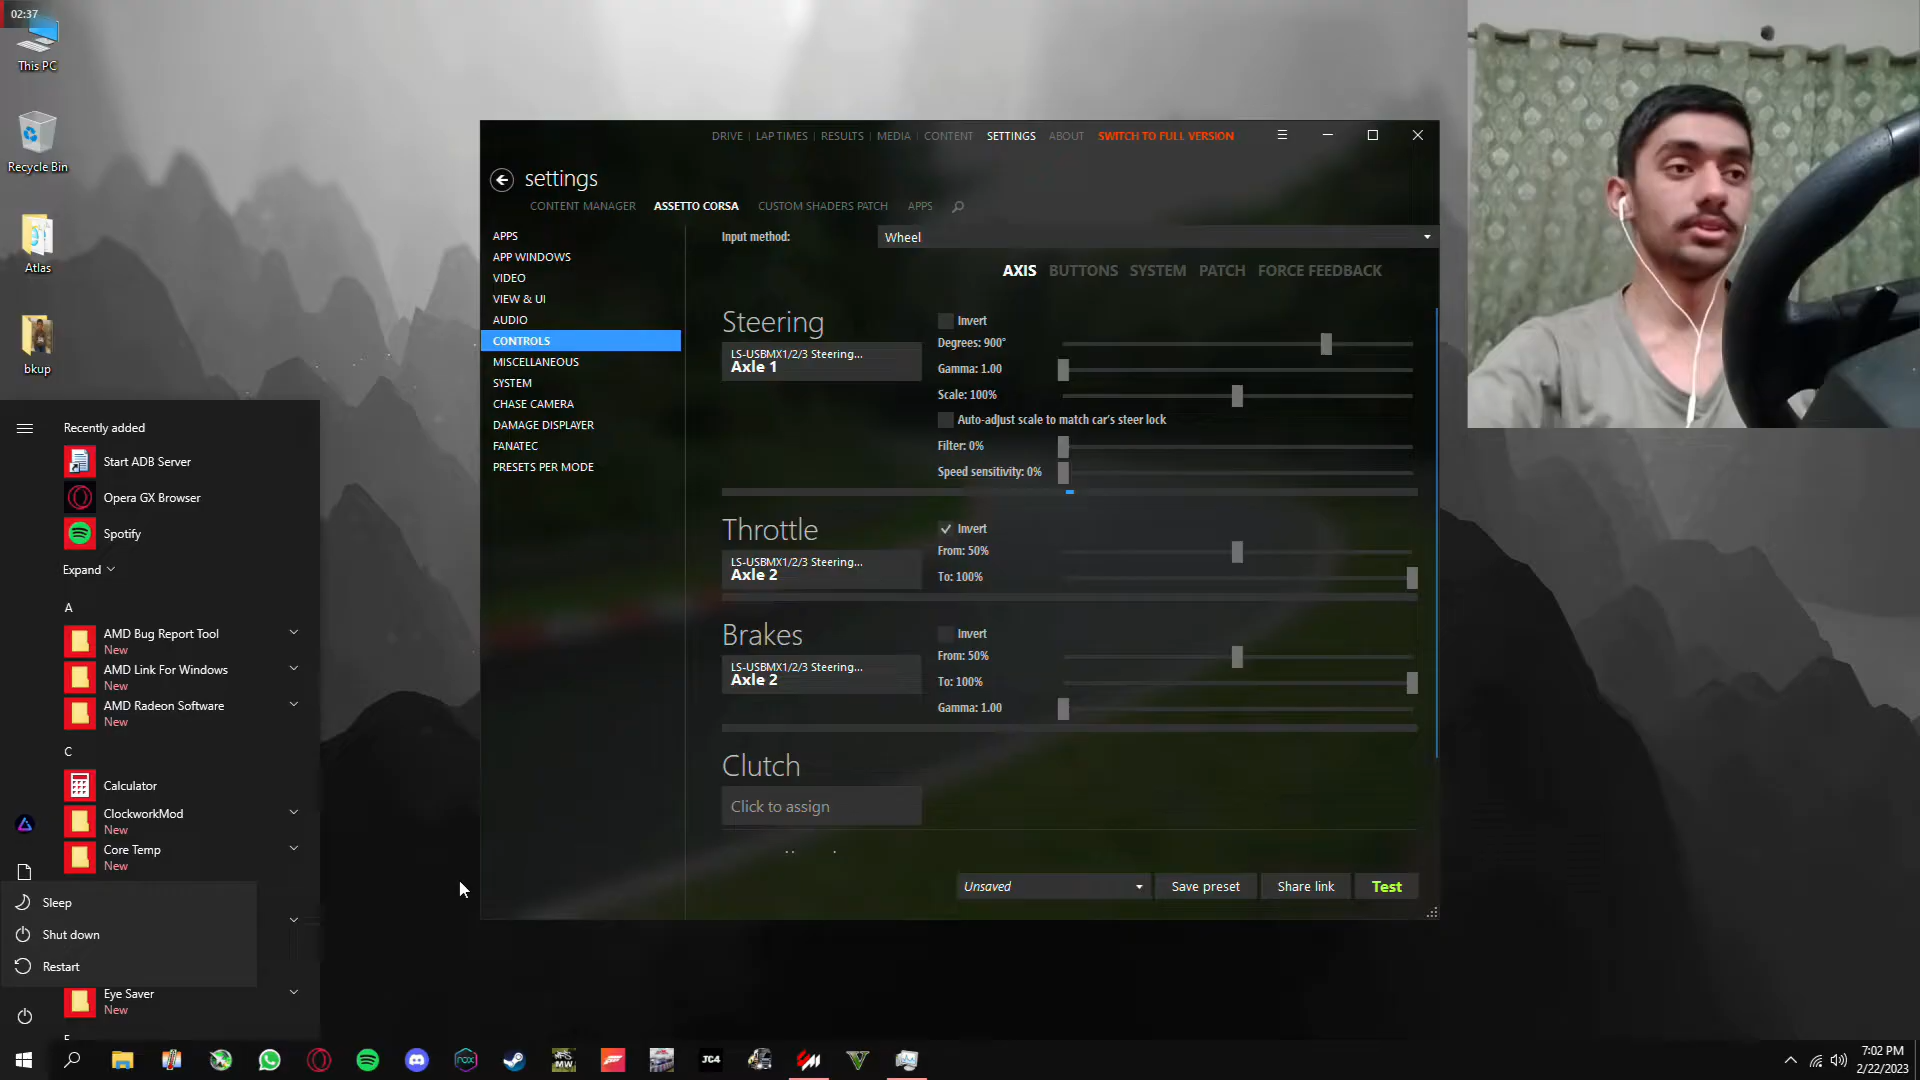 02:37
This PC
Recycle Bin
Atlas
bkup
DRIVE | LAP TIMES | RESULTS | MEDIA | CONTENT | SETTINGS | ABOUT SWITCH TO FULL VERSION
settings
CONTENT MANAGER ASSETTO CORSA CUSTOM SHADERS PATCH APPS
APPS
APP WINDOWS
VIDEO
VIEW & UI
AUDIO
CONTROLS
MISCELLANEOUS
SYSTEM
CHASE CAMERA
DAMAGE DISPLAYER
FANATEC
PRESETS PER MODE
Input method: Wheel
AXIS BUTTONS SYSTEM PATCH FORCE FEEDBACK
Steering
LS-USBMX1/2/3 Steering...
Axle 1
Invert
Degrees: 900°
Gamma: 1.00
Scale: 100%
Auto-adjust scale to match car's steer lock
Filter: 0%
Speed sensitivity: 0%
Throttle
LS-USBMX1/2/3 Steering...
Axle 2
Invert
From: 50%
To: 100%
Brakes
LS-USBMX1/2/3 Steering...
Axle 2
Invert
From: 50%
To: 100%
Gamma: 1.00
Clutch
Click to assign
Unsaved Save preset Share link Test
Recently added
Start ADB Server
Opera GX Browser
Spotify
Expand
A
AMD Bug Report Tool
New
AMD Link For Windows
New
AMD Radeon Software
New
C
Calculator
ClockworkMod
New
Core Temp
New
Sleep
Shut down
Restart
Eye Saver
New
JC4
7:02 PM
2/22/2023